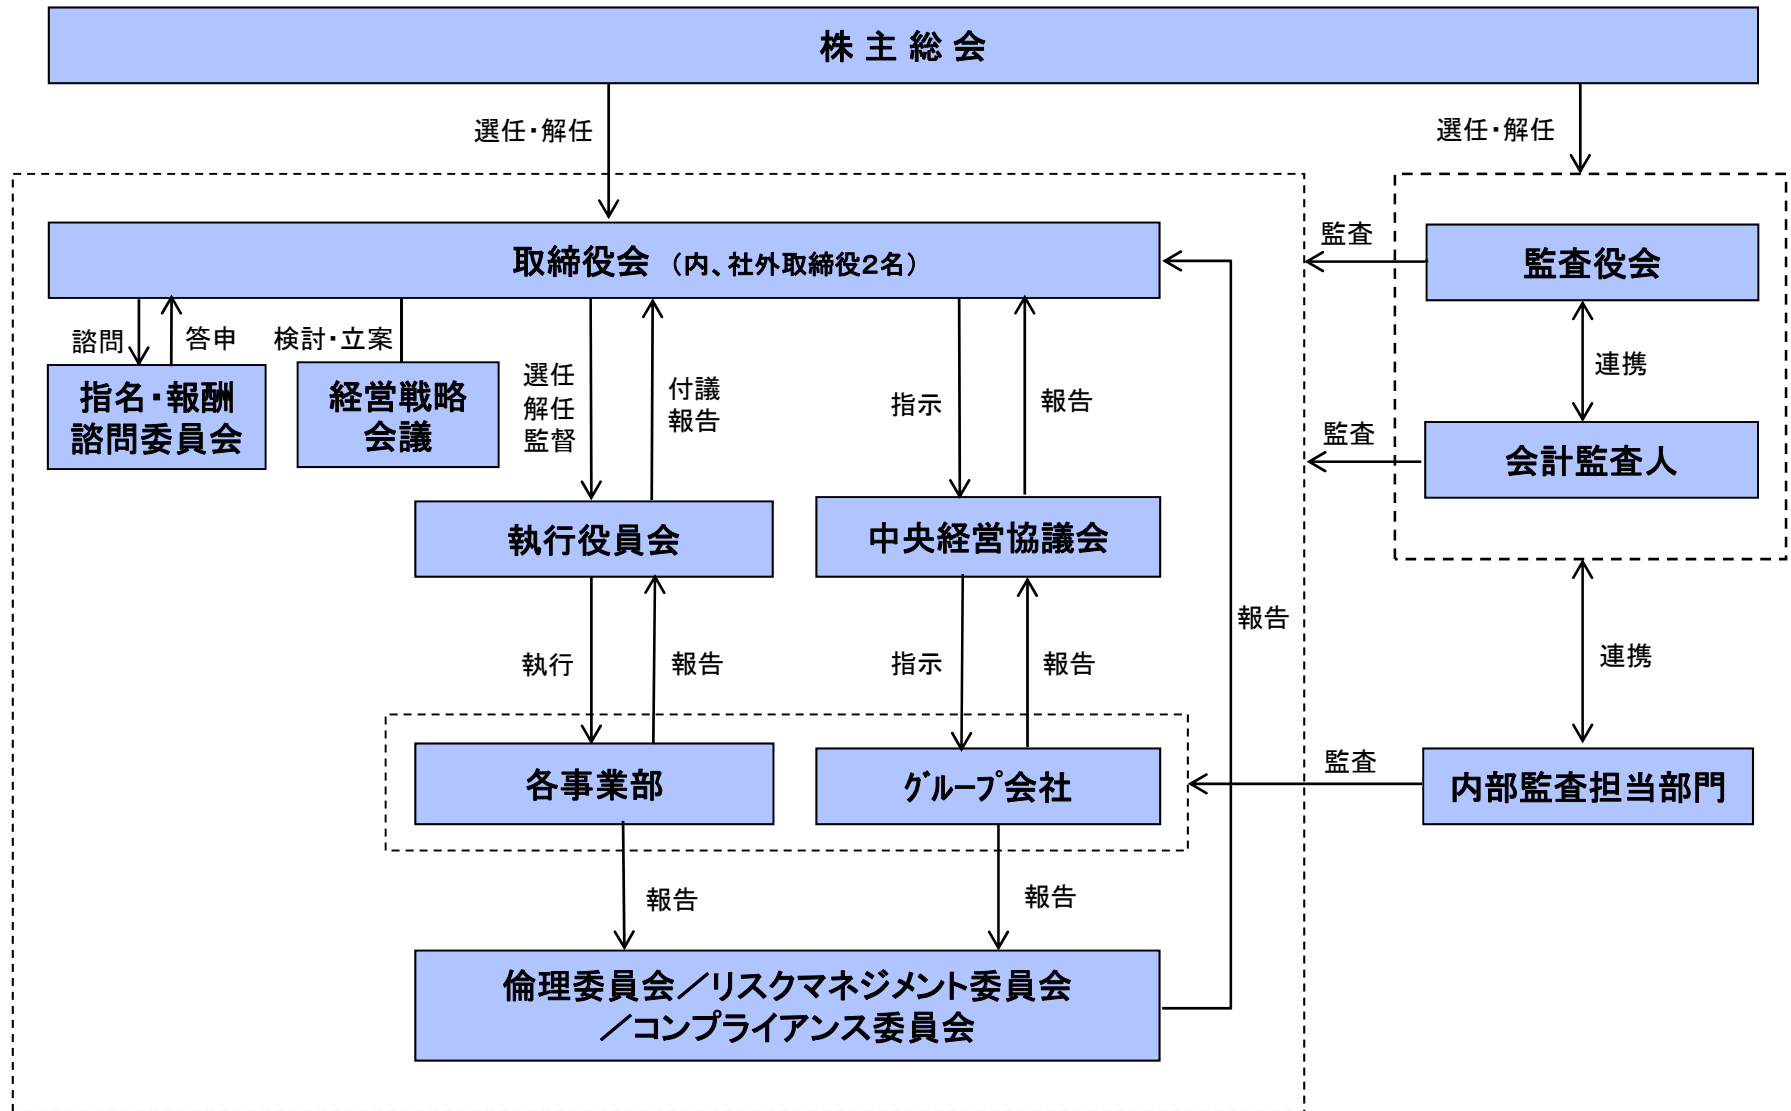 株 主 総 会
選任・解任
選任・解任
取締役会 （内、社外取締役２名）
監査
監査役会
諮問
答申
検討・立案
指名・報酬
諮問委員会
経営戦略
会議
選任
解任
監督
付議
報告
指示
報告
連携
監査
会計監査人
執行役員会
中央経営協議会
報告
執行
報告
指示
報告
連携
各事業部
ｸﾞﾙｰﾌﾟ会社
監査
内部監査担当部門
報告
報告
倫理委員会／リスクマネジメント委員会
／コンプライアンス委員会